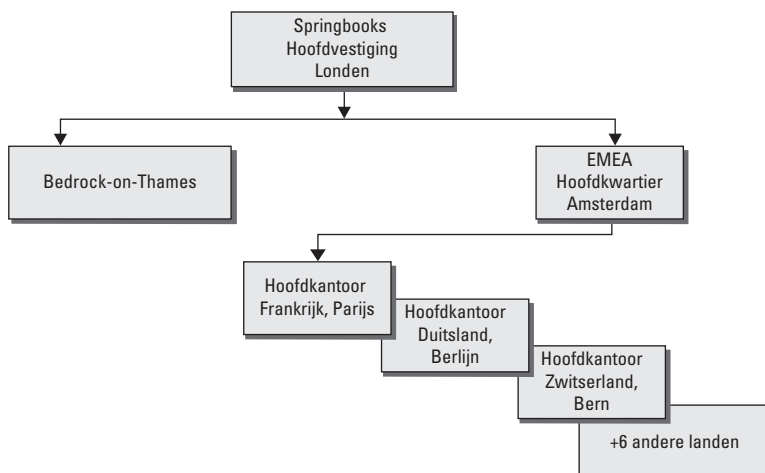 Springbooks
Hoofdvestiging
Londen
Bedrock-on-Thames
EMEA
Hoofdkwartier
Amsterdam
Hoofdkantoor
Frankrijk, Parijs
Hoofdkantoor
Duitsland,
Berlijn
Hoofdkantoor
Zwitserland,
Bern
+6 andere landen